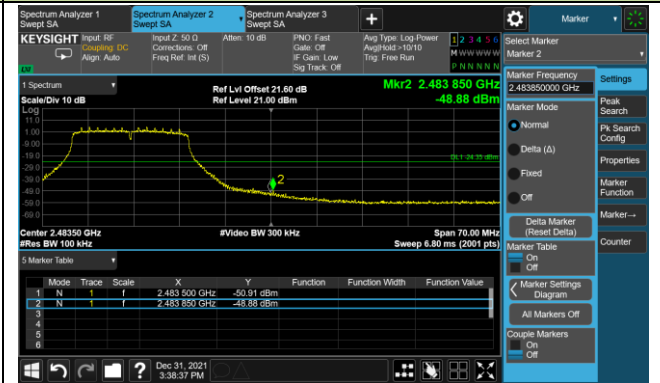 Spectrum Analyzer 1
Swept SA
Spectrum Analyzer 2
Swept SA
Spectrum Analyzer 3
Swept SA
+
Marker
KEYSIGHT
Input: RF
Coupling: DC
Align: Auto
Input Z: 50 Ω
Corrections: Off
Freq Ref: Int (S)
Atten: 10 dB
PNO: Fast
Gate: Off
IF Gain: Low
Sig Track: Off
Avg Type: Log-Power
Avg|Hold:>10/10
Trig: Free Run
1 2 3 4 5 6
M W W W W W
P N N N N N
LXI
Select Marker
Marker 2
1 Spectrum
Scale/Div 10 dB
Log
Ref Lvl Offset 21.60 dB
Ref Level 21.00 dBm
Mkr2 2.483 850 GHz
-48.88 dBm
11.0
1.00
-9.00
-19.0
-29.0
-39.0
-49.0
-59.0
-69.0
DL1 -24.35 dBm
2
Center 2.48350 GHz
#Res BW 100 kHz
#Video BW 300 kHz
Span 70.00 MHz
Sweep 6.80 ms (2001 pts)
5 Marker Table
Mode Trace Scale X Y Function Function Width Function Value
1 N 1 f 2.483 500 GHz -50.91 dBm
2 N 1 f 2.483 850 GHz -48.88 dBm
3
4
5
6
Marker Frequency
2.483850000 GHz
Marker Mode
Normal
Delta (Δ)
Fixed
Off
Delta Marker
(Reset Delta)
Marker Table
On
Off
Marker Settings
Diagram
All Markers Off
Couple Markers
On
Off
Settings
Peak
Search
Pk Search
Config
Properties
Marker
Function
Marker→
Counter
?
Dec 31, 2021
3:38:37 PM